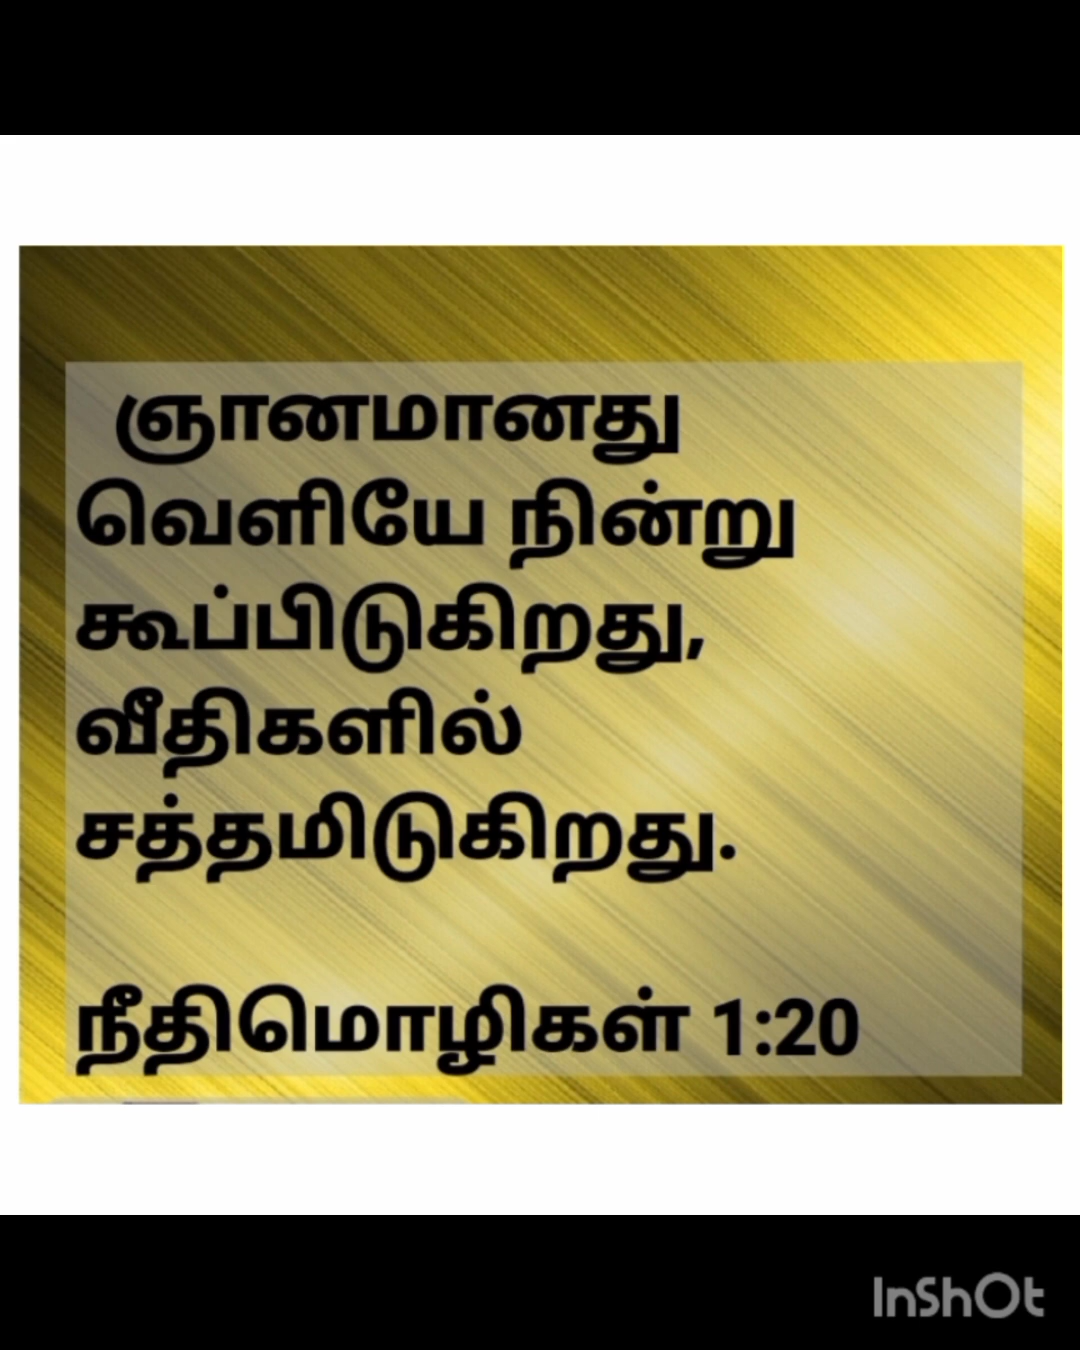 ஞானமானது
வெளியே நின்று
கூப்பிடுகிறது,
வீதிகளில்
சத்தமிடுகிறது.
நீதிமொழிகள் 1:20
InShOt